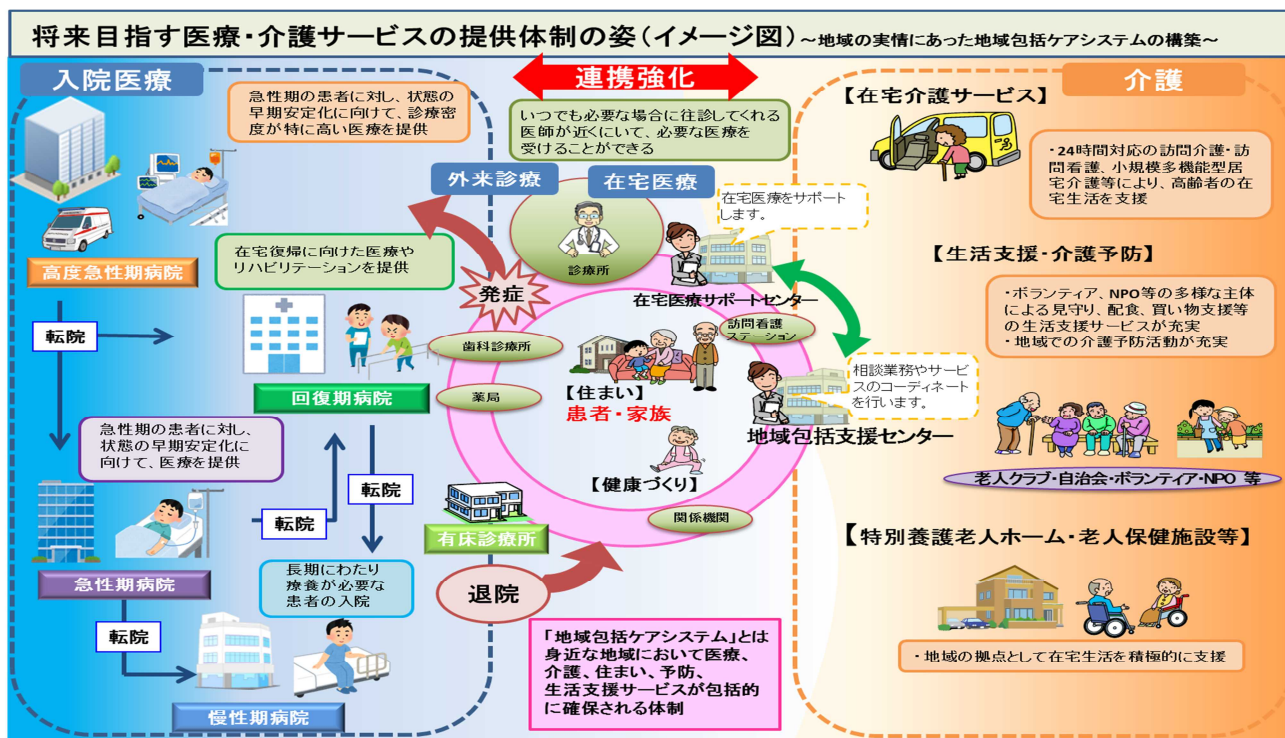 将来目指す医療・介護サービスの提供体制の姿(イメージ図)～地域の実情にあった地域包括ケアシステムの構築～
入院医療
連携強化
介護
急性期の患者に対し、状態の
早期安定化に向けて、診療密
度が特に高い医療を提供
いつでも必要な場合に往診してくれる
医師が近くにいて、必要な医療を
受けることができる
外来診療
在宅医療
高度急性期病院
在宅復帰に向けた医療や
リハビリテーションを提供
発症
診療所
在宅医療をサポート
します。
在宅医療サポートセンター
転院
転院
歯科診療所
訪問看護
ステーション
回復期病院
薬局
【住まい】
患者・家族
相談業務やサービ
スのコーディネート
を行います。
地域包括支援センター
急性期の患者に対し、
状態の早期安定化に
向けて、医療を提供
転院
転院
【健康づくり】
有床診療所
関係機関
急性期病院
長期にわたり
療養が必要な
患者の入院
退院
転院
慢性期病院
「地域包括ケアシステム」とは
身近な地域において医療、
介護、住まい、予防、
生活支援サービスが包括的
に確保される体制
【在宅介護サービス】
・24時間対応の訪問介護・訪
問看護、小規模多機能型居
宅介護等により、高齢者の在
宅生活を支援
【生活支援・介護予防】
・ボランティア、NPO等の多様な主体
による見守り、配食、買い物支援等
の生活支援サービスが充実
・地域での介護予防活動が充実
老人クラブ・自治会・ボランティア・NPO 等
【特別養護老人ホーム・老人保健施設等】
・地域の拠点として在宅生活を積極的に支援